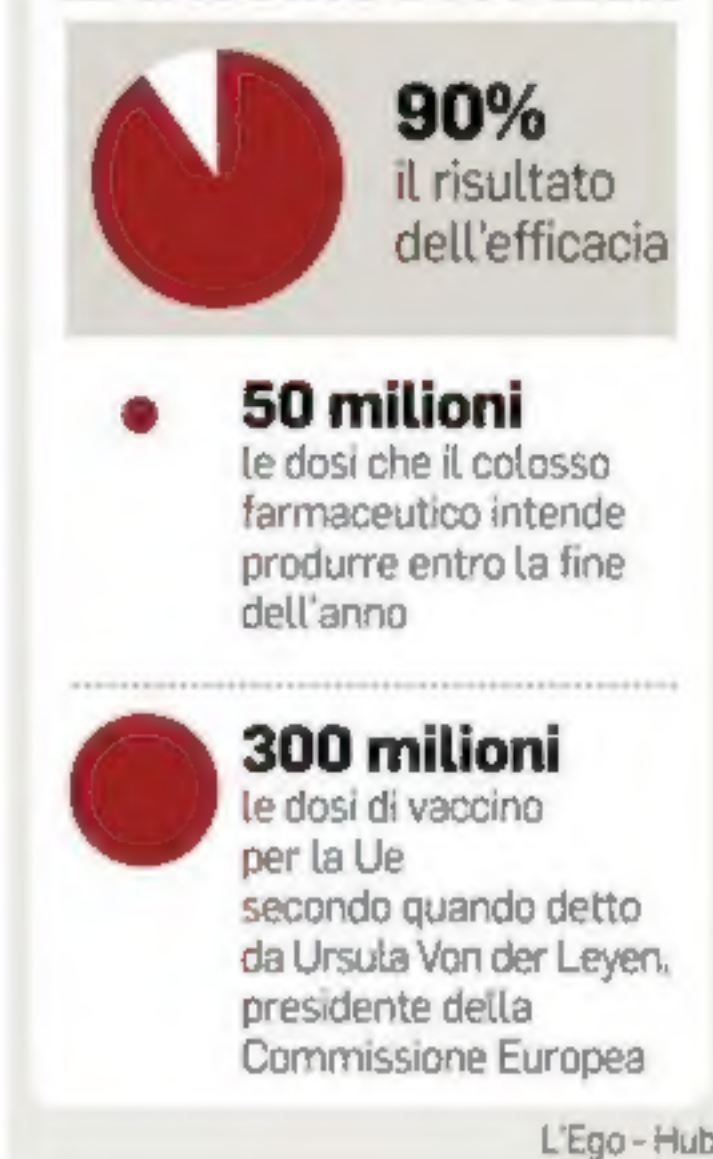 90%
il risultato
dell'efficacia
50 milioni
le dosi che il colosso
farmaceutico intende
produrre entro la fine
dell'anno
300 milioni
le dosi di vaccino
per la Ue
secondo quando detto
da Ursula Von der Leyen,
presidente della
Commissione Europea
L'Ego - Hub